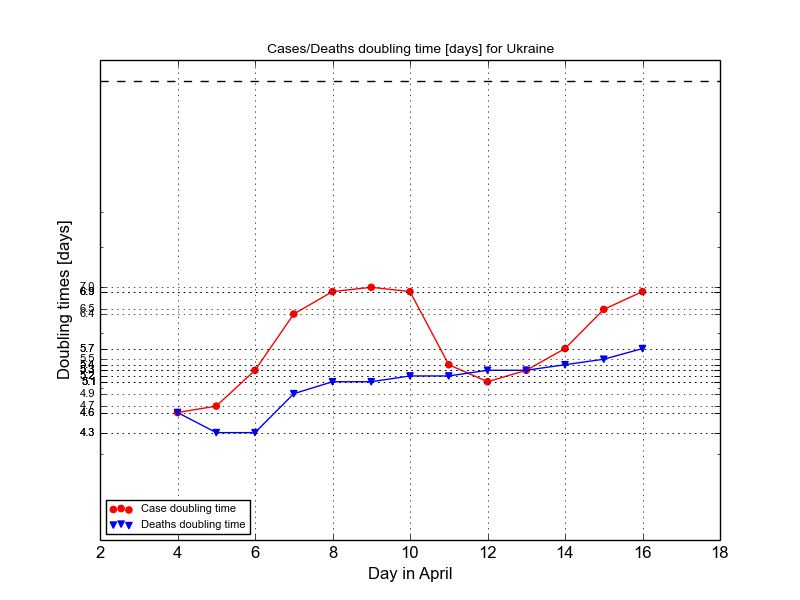 Cases/Deaths doubling time [days] for Ukraine
Doubling times [days]
7.0
6.9
6.5
6.4
5.7
5.5
5.4
5.3
5.2
5.1
4.9
4.7
4.6
4.3
Case doubling time
Deaths doubling time
2 4 6 8 10 12 14 16 18
Day in April